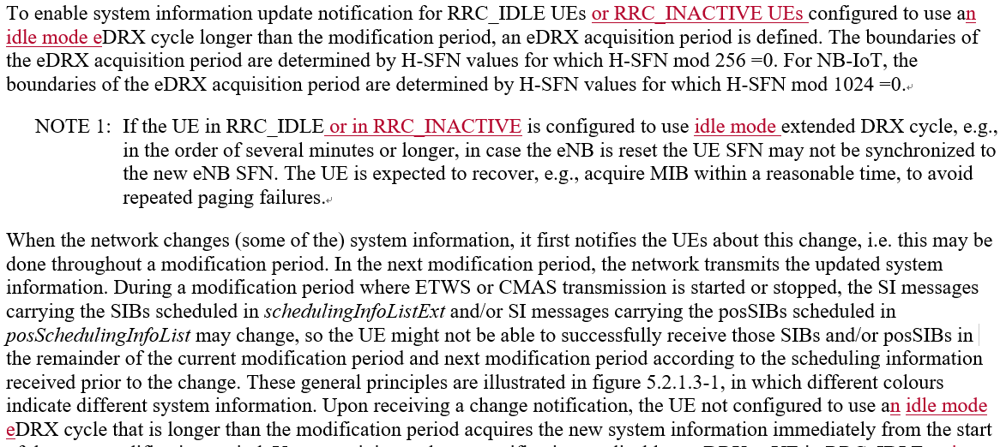 To enable system information update notification for RRC_IDLE UEs or RRC_INACTIVE UEs configured to use an
idle mode eDRX cycle longer than the modification period, an eDRX acquisition period is defined. The boundaries of
the eDRX acquisition period are determined by H-SFN values for which H-SFN mod 256 =0. For NB-IoT, the
boundaries of the eDRX acquisition period are determined by H-SFN values for which H-SFN mod 1024 =0.
NOTE 1: If the UE in RRC_IDLE or in RRC_INACTIVE is configured to use idle mode extended DRX cycle, e.g.,
in the order of several minutes or longer, in case the eNB is reset the UE SFN may not be synchronized to
the new eNB SFN. The UE is expected to recover, e.g., acquire MIB within a reasonable time, to avoid
repeated paging failures.
When the network changes (some of the) system information, it first notifies the UEs about this change, i.e. this may be
done throughout a modification period. In the next modification period, the network transmits the updated system
information. During a modification period where ETWS or CMAS transmission is started or stopped, the SI messages
carrying the SIBs scheduled in schedulingInfoListExt and/or SI messages carrying the posSIBs scheduled in
posSchedulingInfoList may change, so the UE might not be able to successfully receive those SIBs and/or posSIBs in
the remainder of the current modification period and next modification period according to the scheduling information
received prior to the change. These general principles are illustrated in figure 5.2.1.3-1, in which different colours
indicate different system information. Upon receiving a change notification, the UE not configured to use an idle mode
eDRX cycle that is longer than the modification period acquires the new system information immediately from the start